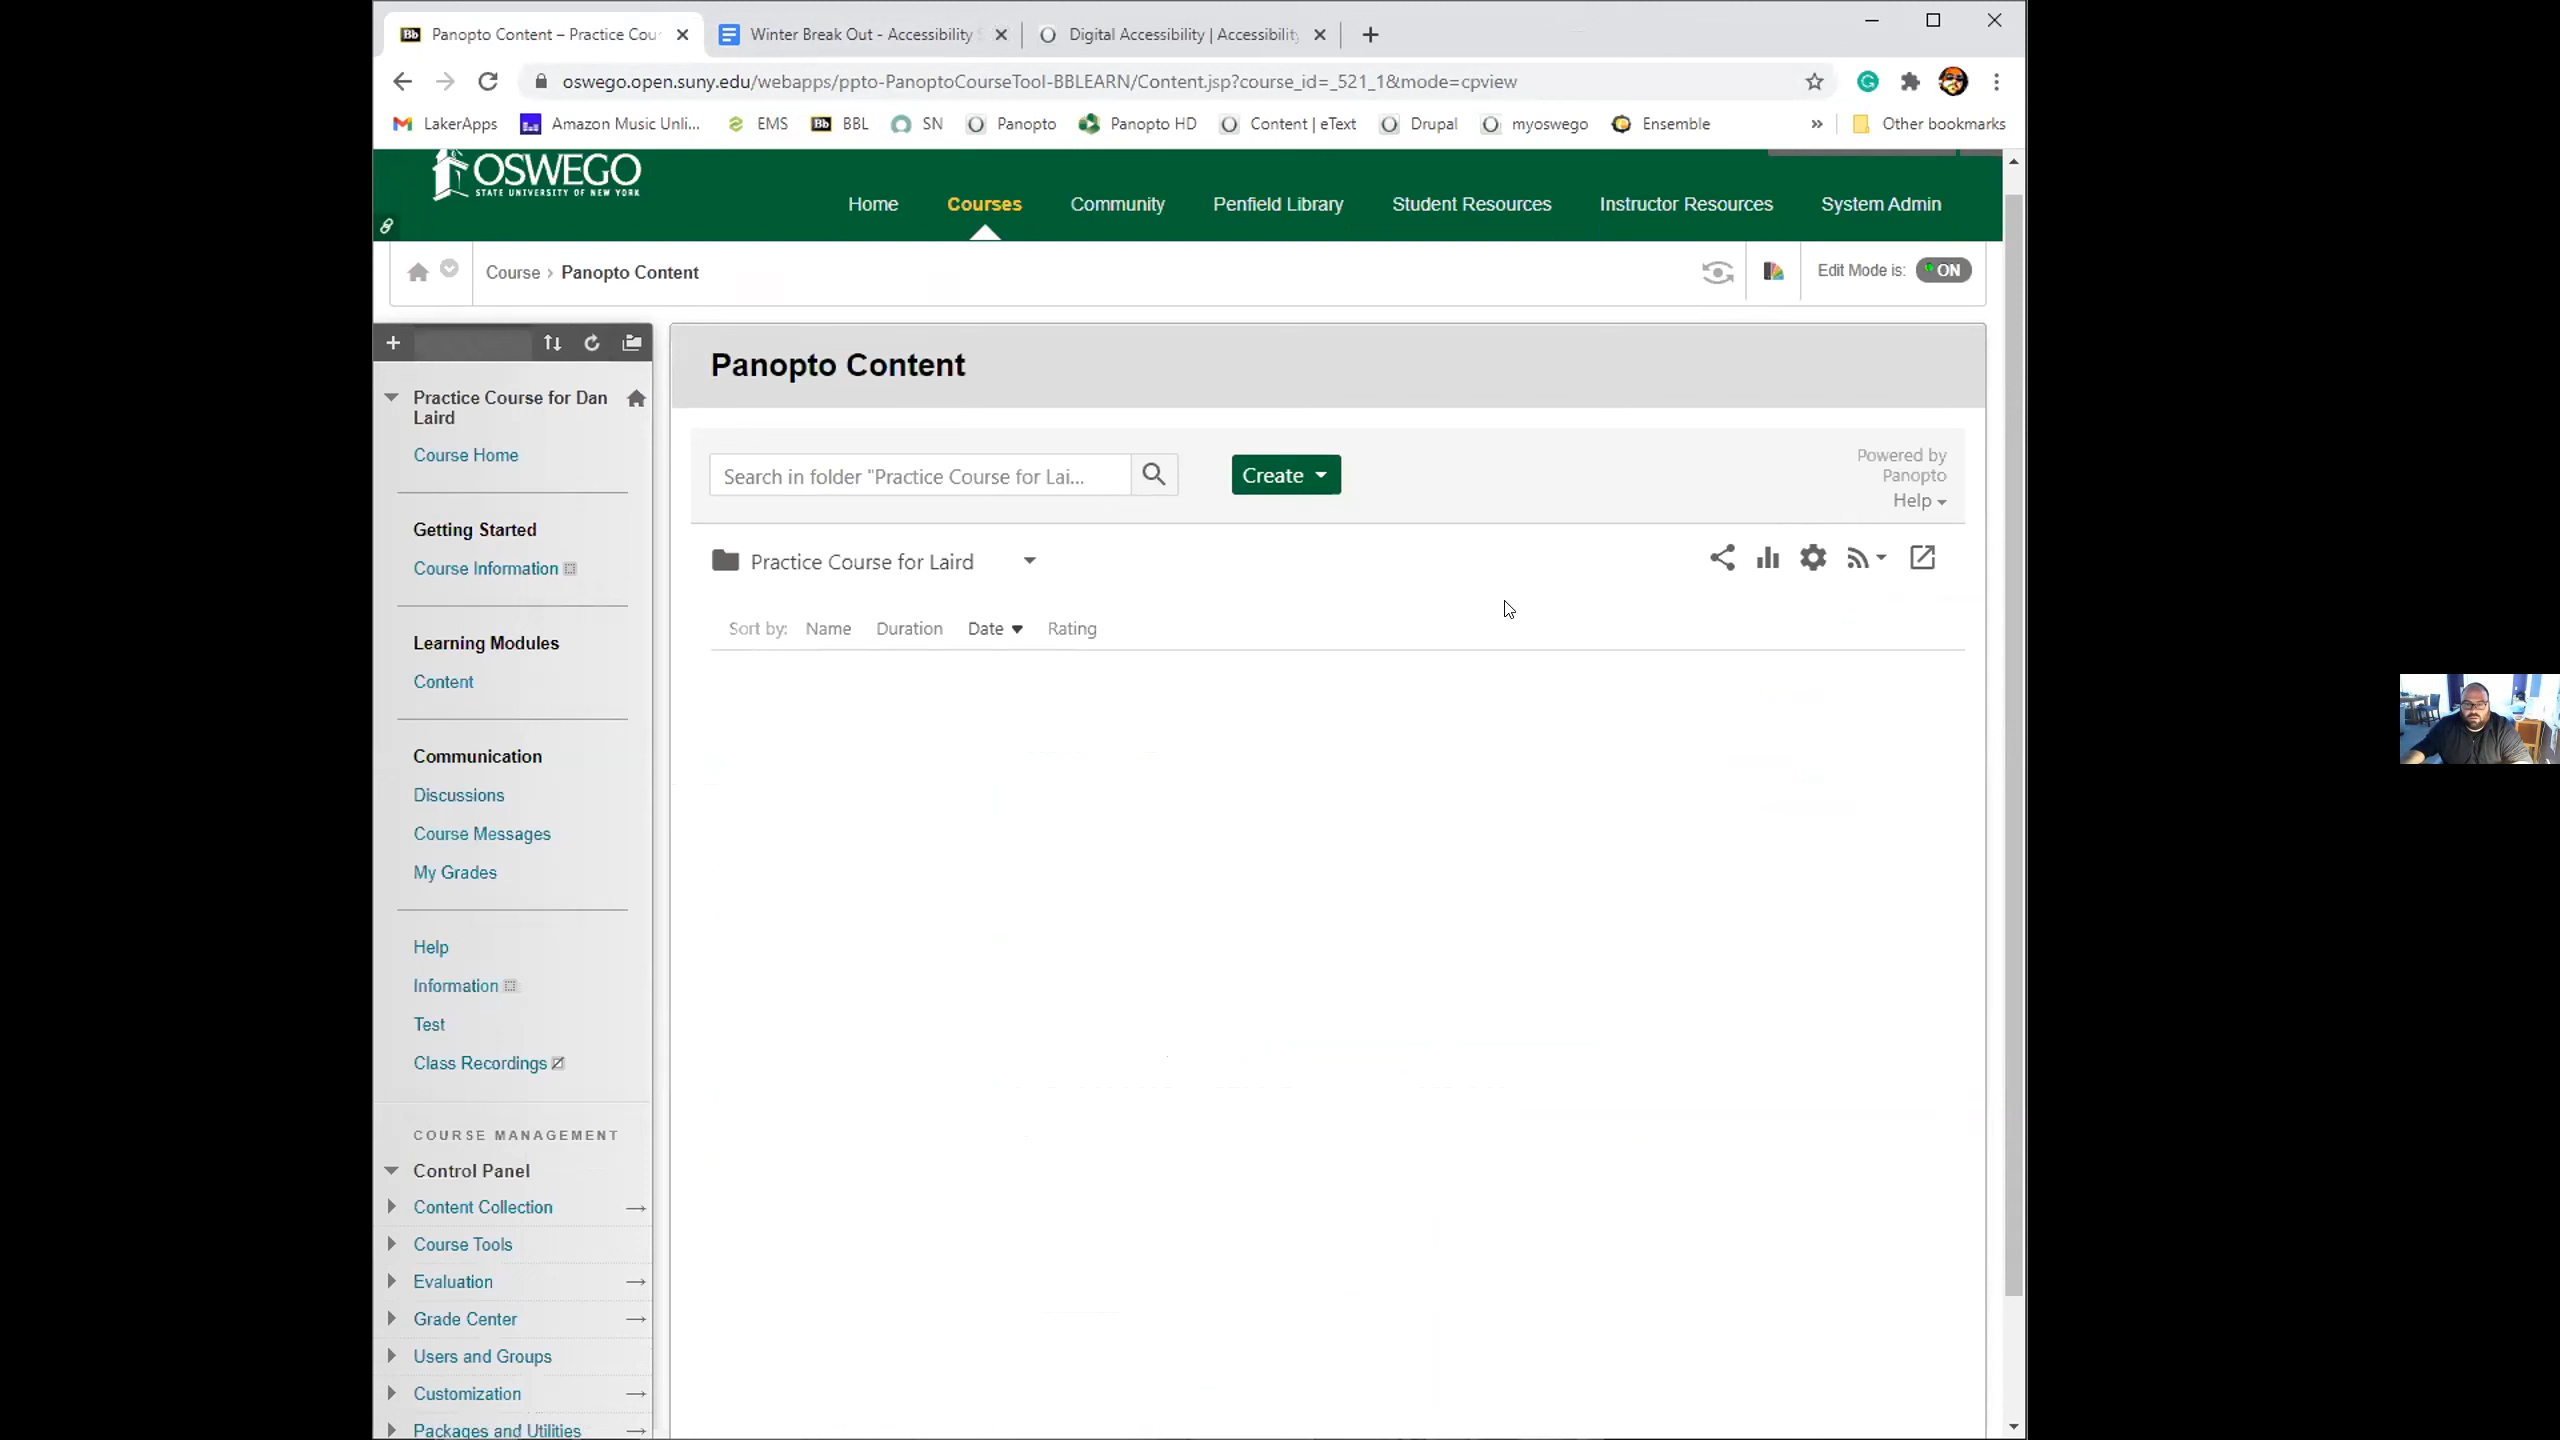 Panopto Content – Practice Cou
Winter Break Out - Accessibility S
Digital Accessibility | Accessibility
oswego.open.suny.edu/webapps/ppto-PanoptoCourseTool-BBLEARN/Content.jsp?course_id=_521_1&mode=cpview
LakerApps
Amazon Music Unli...
EMS
BBL
SN
Panopto
Panopto HD
Content | eText
Drupal
myoswego
Ensemble
»
Other bookmarks
OSWEGO
STATE UNIVERSITY OF NEW YORK
Home
Courses
Community
Penfield Library
Student Resources
Instructor Resources
System Admin
Course › Panopto Content
Edit Mode is: ON
Practice Course for Dan
Laird
Course Home
Getting Started
Course Information
Learning Modules
Content
Communication
Discussions
Course Messages
My Grades
Help
Information
Test
Class Recordings
COURSE MANAGEMENT
Control Panel
Content Collection
Course Tools
Evaluation
Grade Center
Users and Groups
Customization
Packages and Utilities
Panopto Content
Search in folder "Practice Course for Lai...
Create
Powered by
Panopto
Help
Practice Course for Laird
Sort by: Name Duration Date Rating